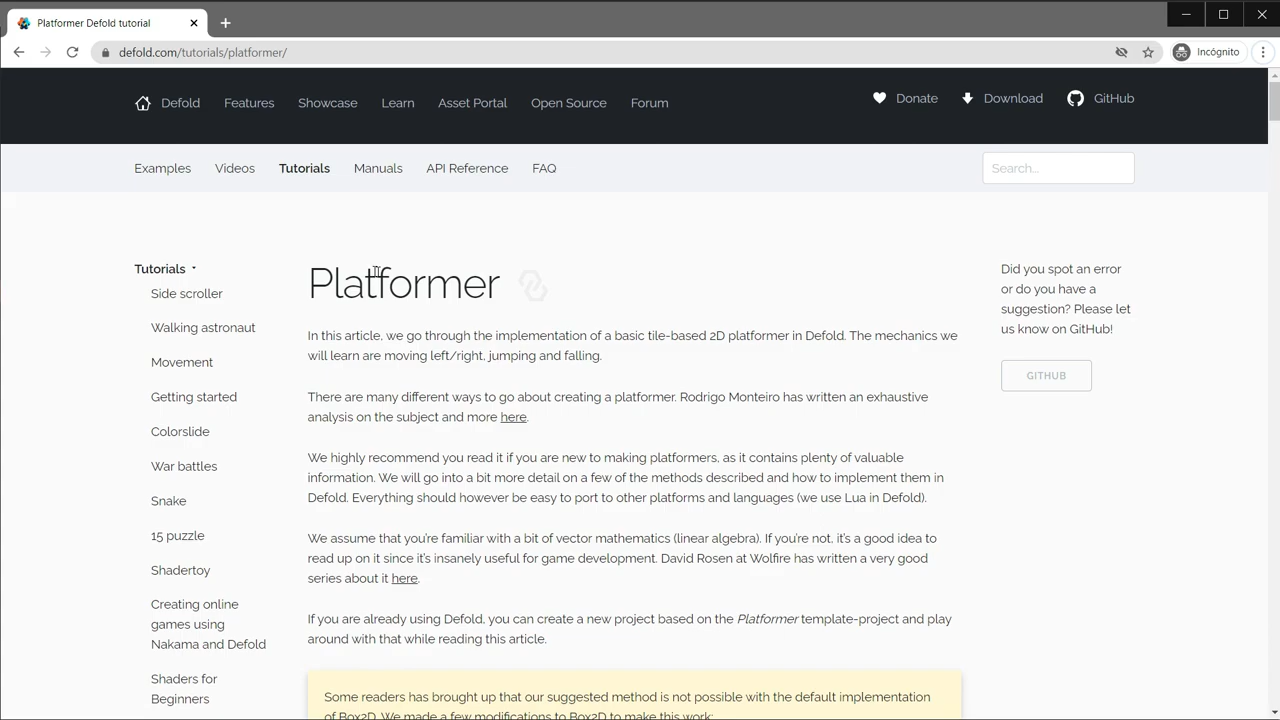 Platformer Defold tutorial
defold.com/tutorials/platformer/
Incógnito
Defold
Features
Showcase
Learn
Asset Portal
Open Source
Forum
Donate
Download
GitHub
Examples
Videos
Tutorials
Manuals
API Reference
FAQ
Search...
Tutorials
Side scroller
Walking astronaut
Movement
Getting started
Colorslide
War battles
Snake
15 puzzle
Shadertoy
Creating online
games using
Nakama and Defold
Shaders for
Beginners
Platformer
In this article, we go through the implementation of a basic tile-based 2D platformer in Defold. The mechanics we
will learn are moving left/right, jumping and falling.
There are many different ways to go about creating a platformer. Rodrigo Monteiro has written an exhaustive
analysis on the subject and more here.
We highly recommend you read it if you are new to making platformers, as it contains plenty of valuable
information. We will go into a bit more detail on a few of the methods described and how to implement them in
Defold. Everything should however be easy to port to other platforms and languages (we use Lua in Defold).
We assume that you're familiar with a bit of vector mathematics (linear algebra). If you're not, it's a good idea to
read up on it since it's insanely useful for game development. David Rosen at Wolfire has written a very good
series about it here.
If you are already using Defold, you can create a new project based on the Platformer template-project and play
around with that while reading this article.
Some readers has brought up that our suggested method is not possible with the default implementation
of Box2D. We made a few modifications to Box2D to make this work:
Did you spot an error
or do you have a
suggestion? Please let
us know on GitHub!
GITHUB